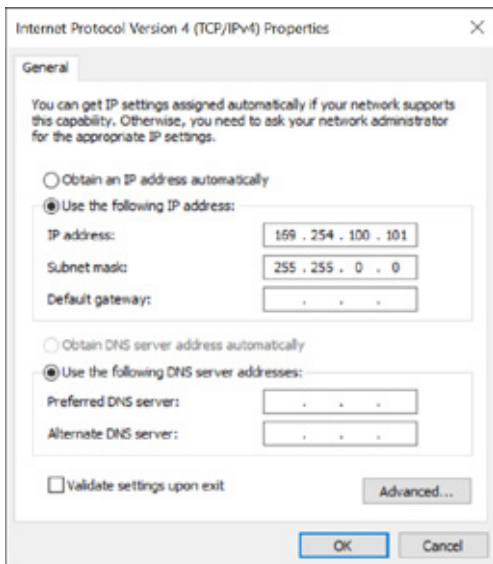 Internet Protocol Version 4 (TCP/IPv4) Properties
General
You can get IP settings assigned automatically if your network supports
this capability. Otherwise, you need to ask your network administrator
for the appropriate IP settings.
Obtain an IP address automatically
Use the following IP address:
IP address: 169 . 254 . 100 . 101
Subnet mask: 255 . 255 . 0 . 0
Default gateway: . . .
Obtain DNS server address automatically
Use the following DNS server addresses:
Preferred DNS server: . . .
Alternate DNS server: . . .
Validate settings upon exit
Advanced...
OK Cancel